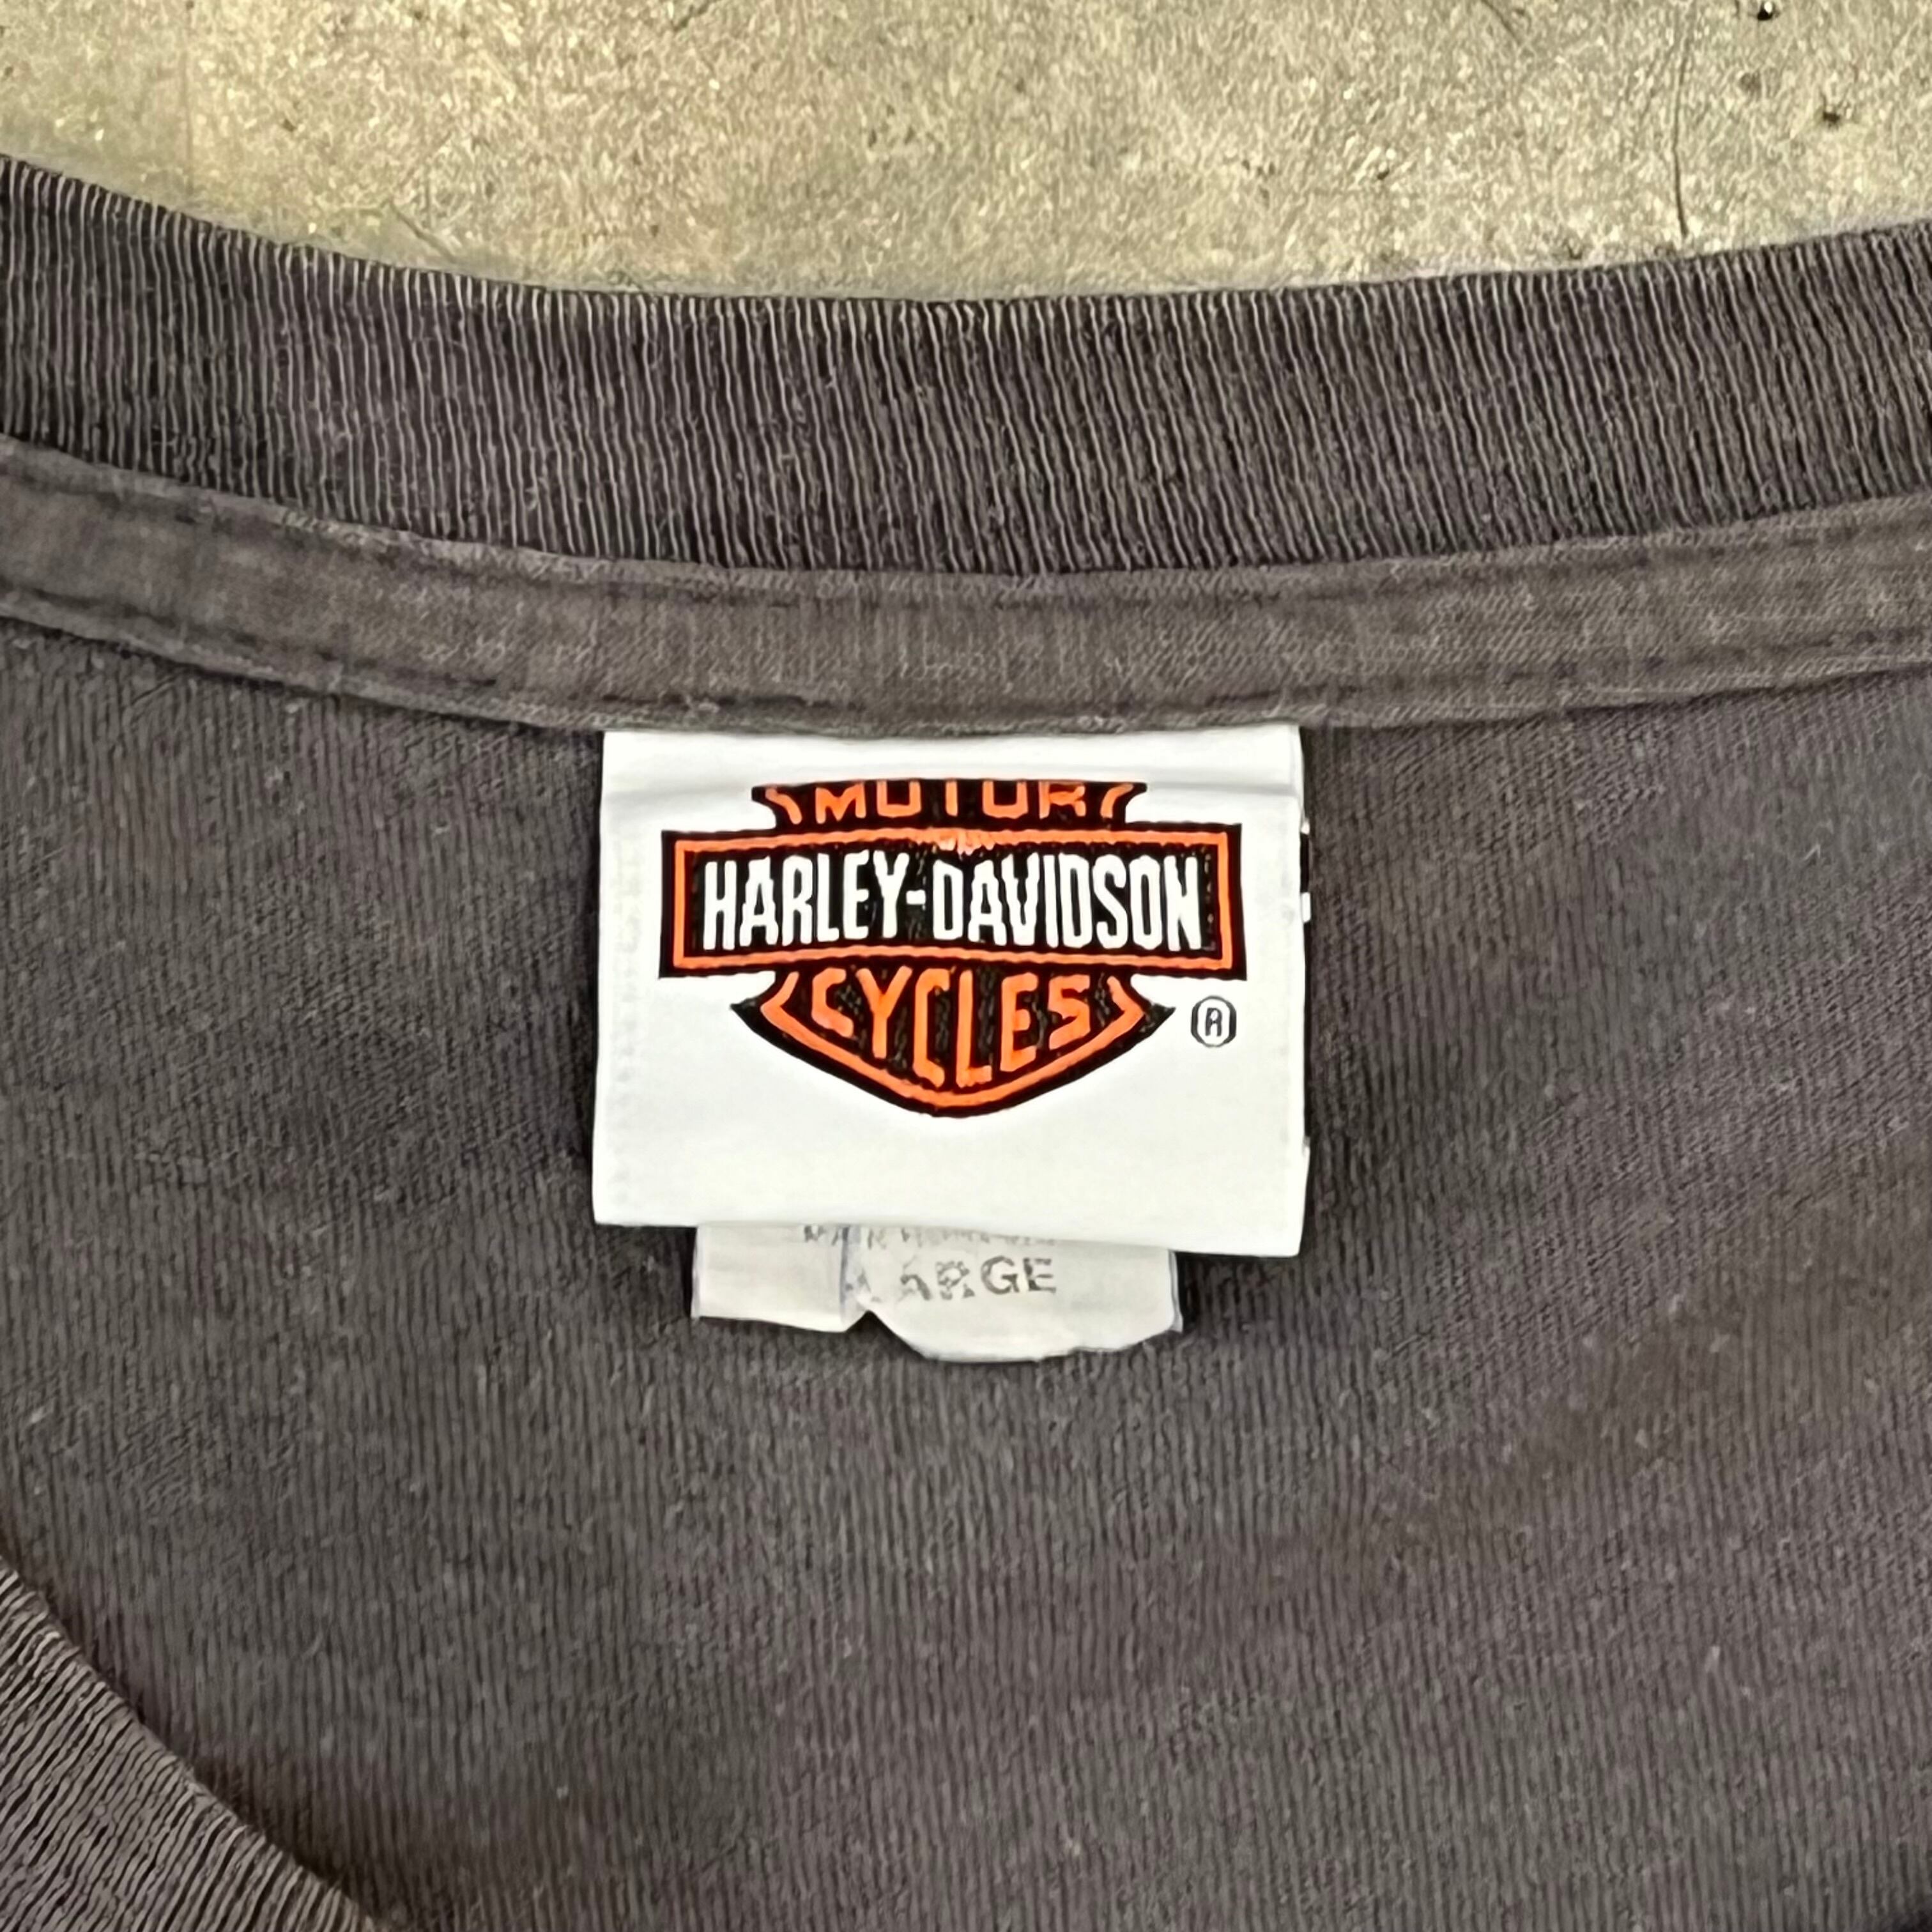 MOTOR
HARLEY-DAVIDSON
CYCLES
®